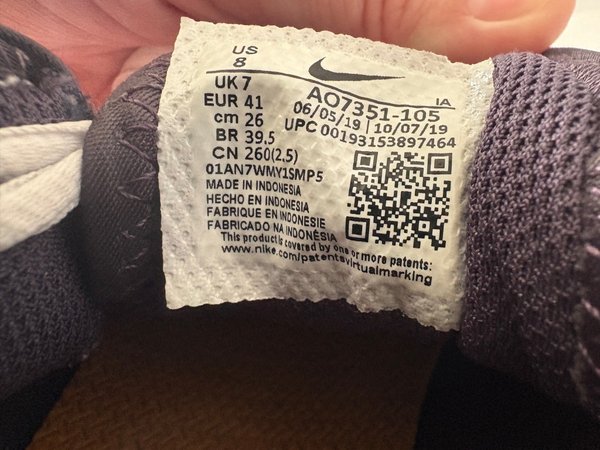 US
8
UK 7
EUR 41
cm 26
BR 39.5
CN 260(2.5)
01AN7WMY1SMP5
MADE IN INDONESIA
HECHO EN INDONESIA
FABRIQUE EN INDONESIE
FABRICADO NA INDONÉSIA
AO7351-105 IA
06/05/19 | 10/07/19
UPC 00193153897464
This product is covered by one or more patents:
www.nike.com/patentsvirtualmarking